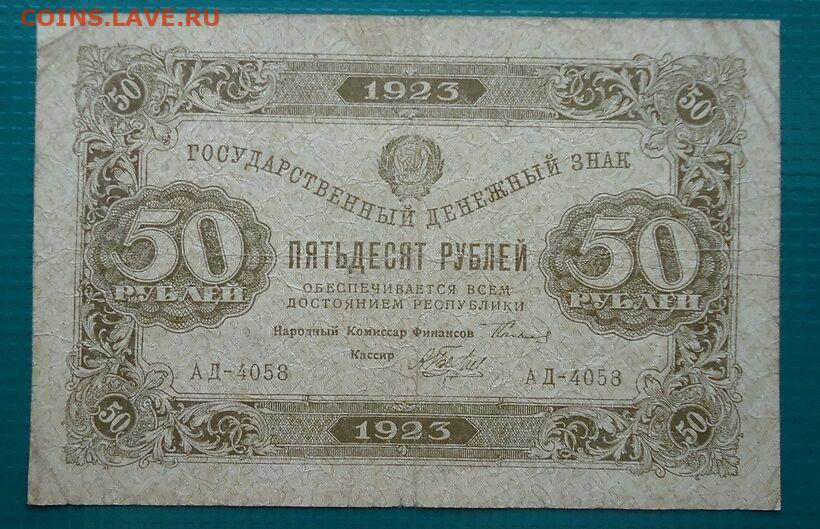 COINS.LAVE.RU
50 1923 50
ГОСУДАРСТВЕННЫЙ ДЕНЕЖНЫЙ ЗНАК
50 РУБЛЕЙ
ПЯТЬДЕСЯТ РУБЛЕЙ
50 РУБЛЕЙ
ОБЕСПЕЧИВАЕТСЯ ВСЕМ
ДОСТОЯНИЕМ РЕСПУБЛИКИ
Народный Комиссар Финансов
Кассир
АД-4058 АД-4058
50 1923 50